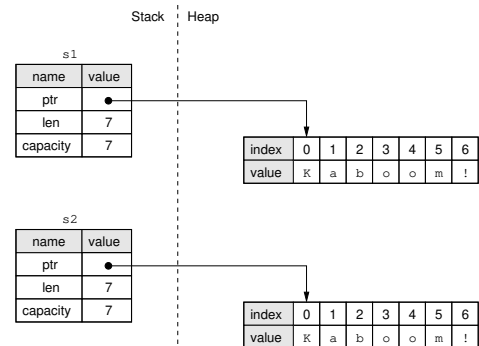 Stack Heap
s1
name value
ptr
len 7
capacity 7
index 0 1 2 3 4 5 6
value K a b o o m !
s2
name value
ptr
len 7
capacity 7
index 0 1 2 3 4 5 6
value K a b o o m !